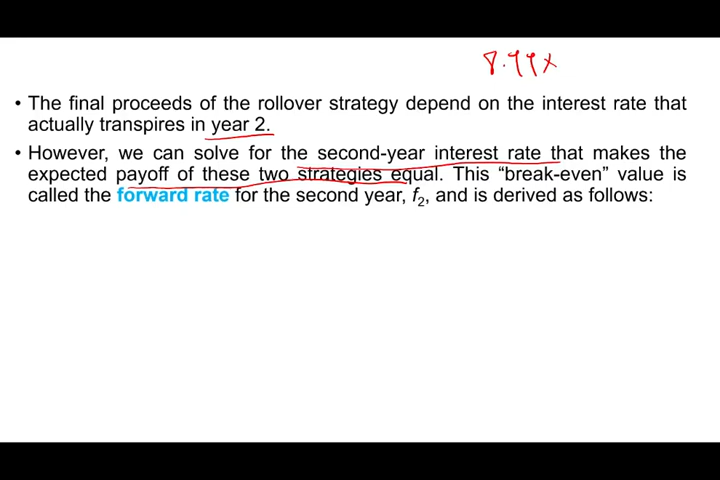 8.99x
• The final proceeds of the rollover strategy depend on the interest rate that
actually transpires in year 2.
• However, we can solve for the second-year interest rate that makes the
expected payoff of these two strategies equal. This “break-even” value is
called the forward rate for the second year, f2, and is derived as follows: